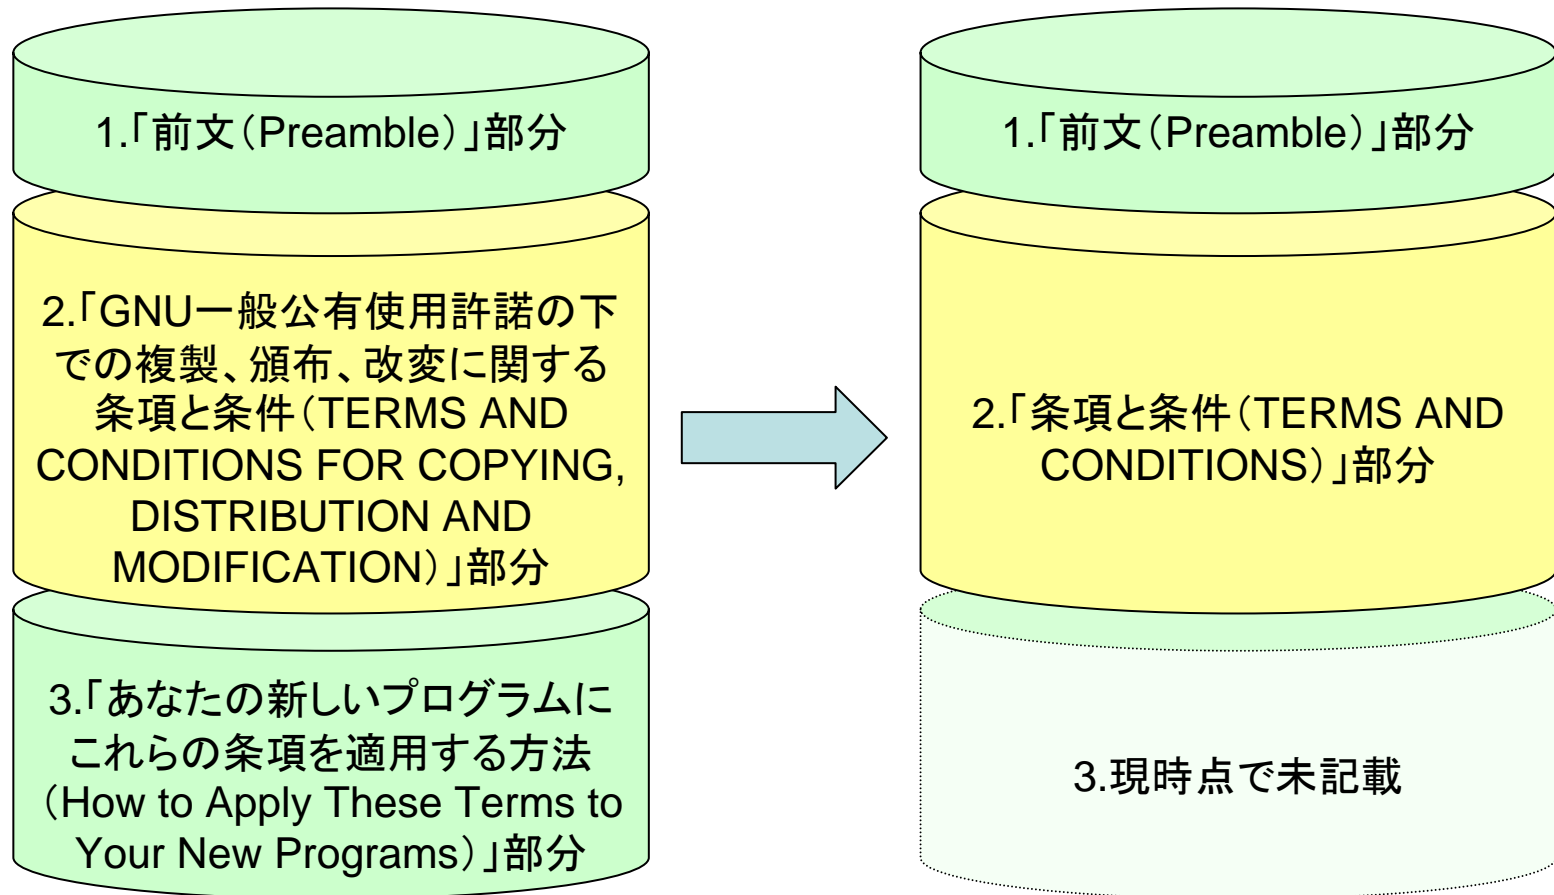 1.「前文(Preamble)」部分
2.「GNU一般公有使用許諾の下
での複製、頒布、改変に関する
条項と条件(TERMS AND
CONDITIONS FOR COPYING,
DISTRIBUTION AND
MODIFICATION)」部分
3.「あなたの新しいプログラムに
これらの条項を適用する方法
(How to Apply These Terms to
Your New Programs)」部分
1.「前文(Preamble)」部分
2.「条項と条件(TERMS AND
CONDITIONS)」部分
3.現時点で未記載